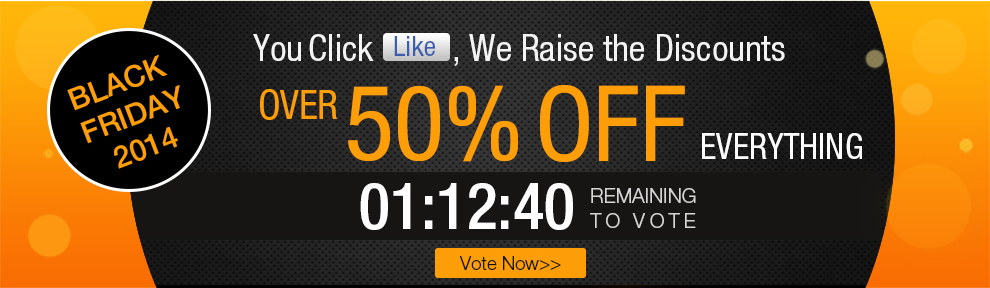 BLACK
FRIDAY
2014
You Click Like, We Raise the Discounts
OVER 50% OFF EVERYTHING
01:12:40 REMAINING
TO VOTE
Vote Now>>